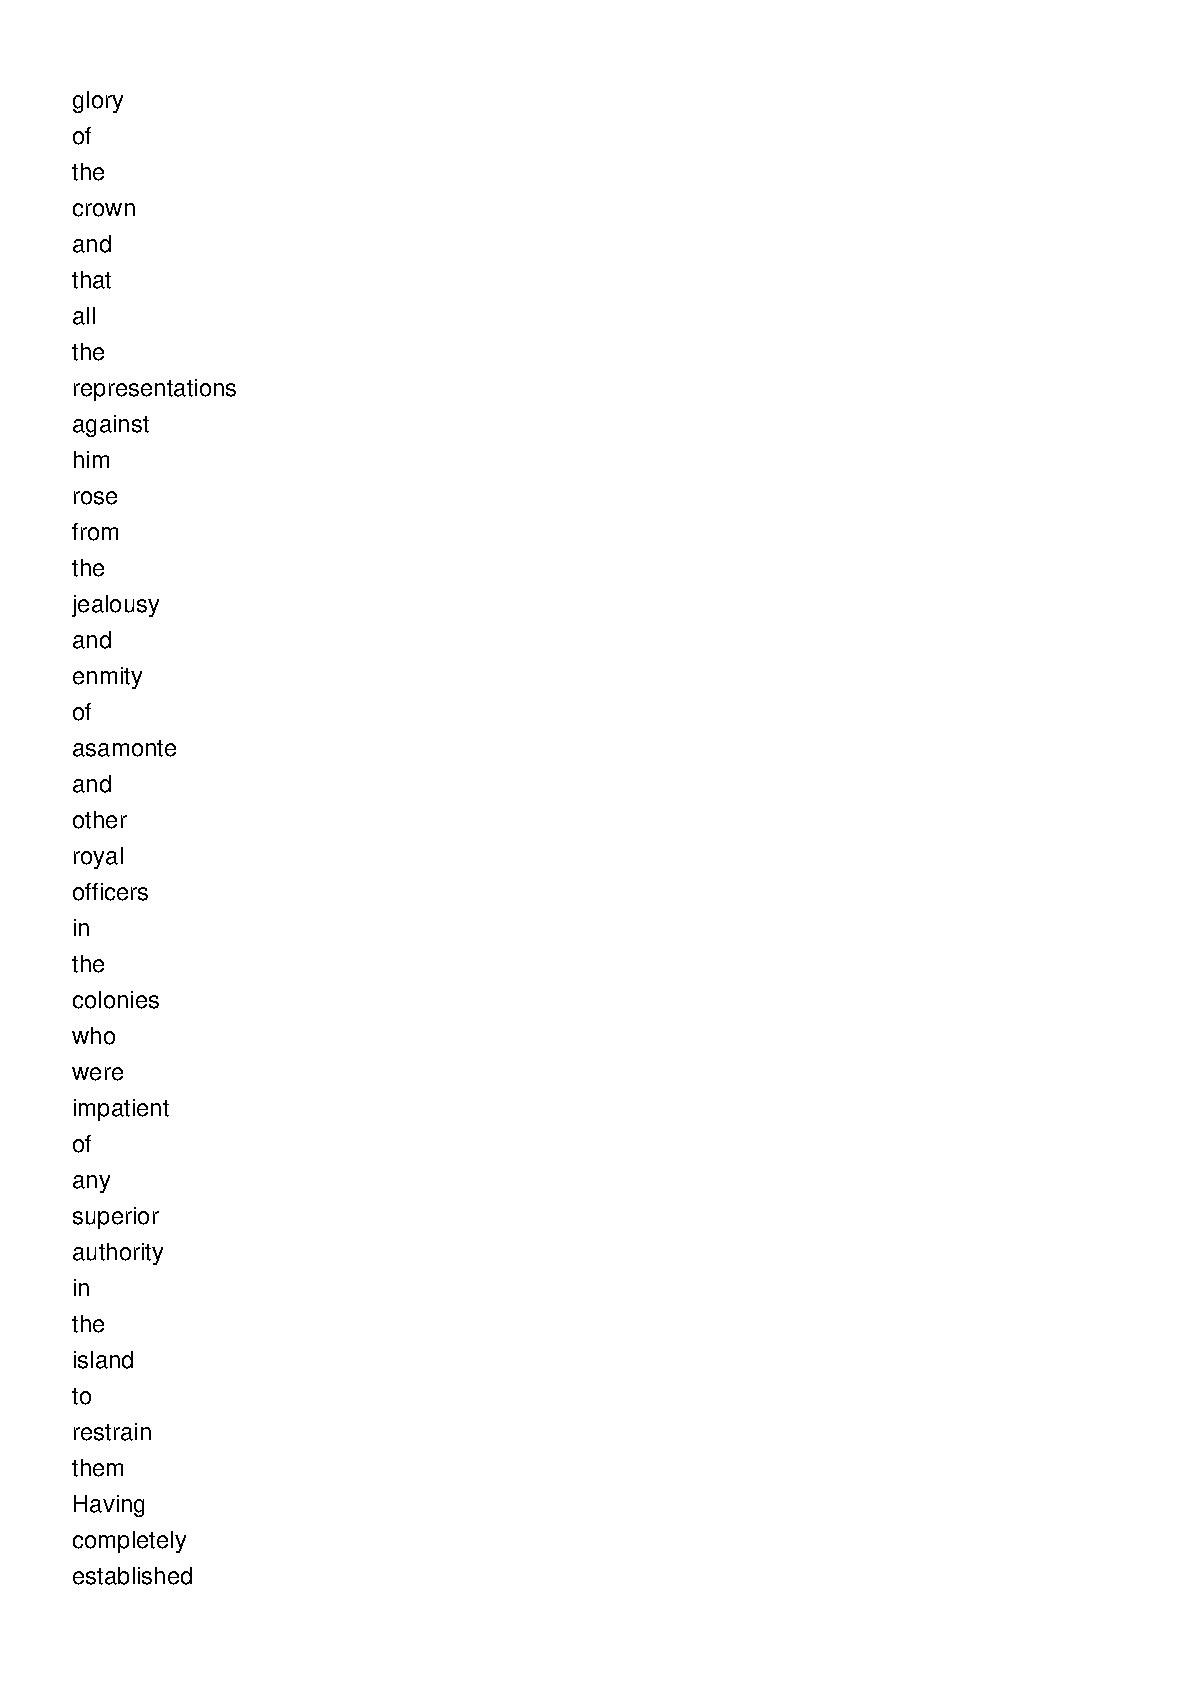 glory
of
the
crown
and
that
all
the
representations
against
him
rose
from
the
jealousy
and
enmity
of
asamonte
and
other
royal
officers
in
the
colonies
who
were
impatient
of
any
superior
authority
in
the
island
to
restrain
them
Having
completely
established